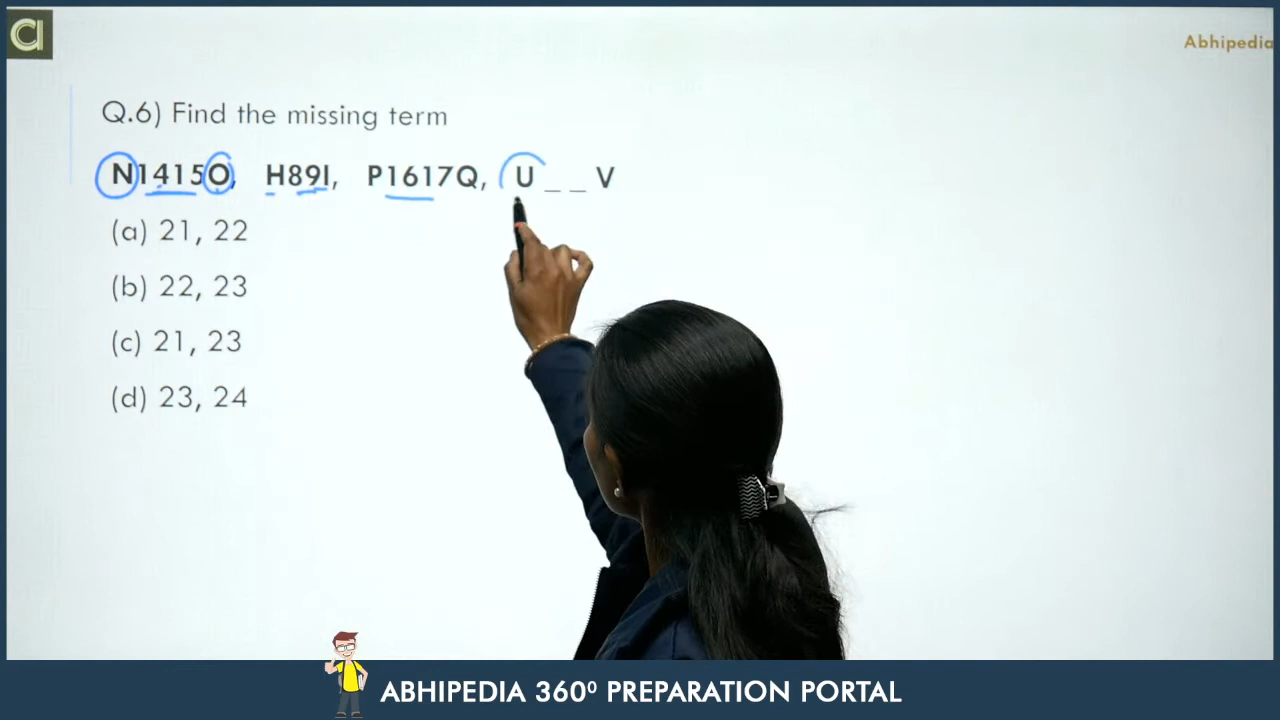 Abhipedia
Q.6) Find the missing term
N1415O, H89I, P1617Q, U _ _ V
(a) 21, 22
(b) 22, 23
(c) 21, 23
(d) 23, 24
ABHIPEDIA 360⁰ PREPARATION PORTAL